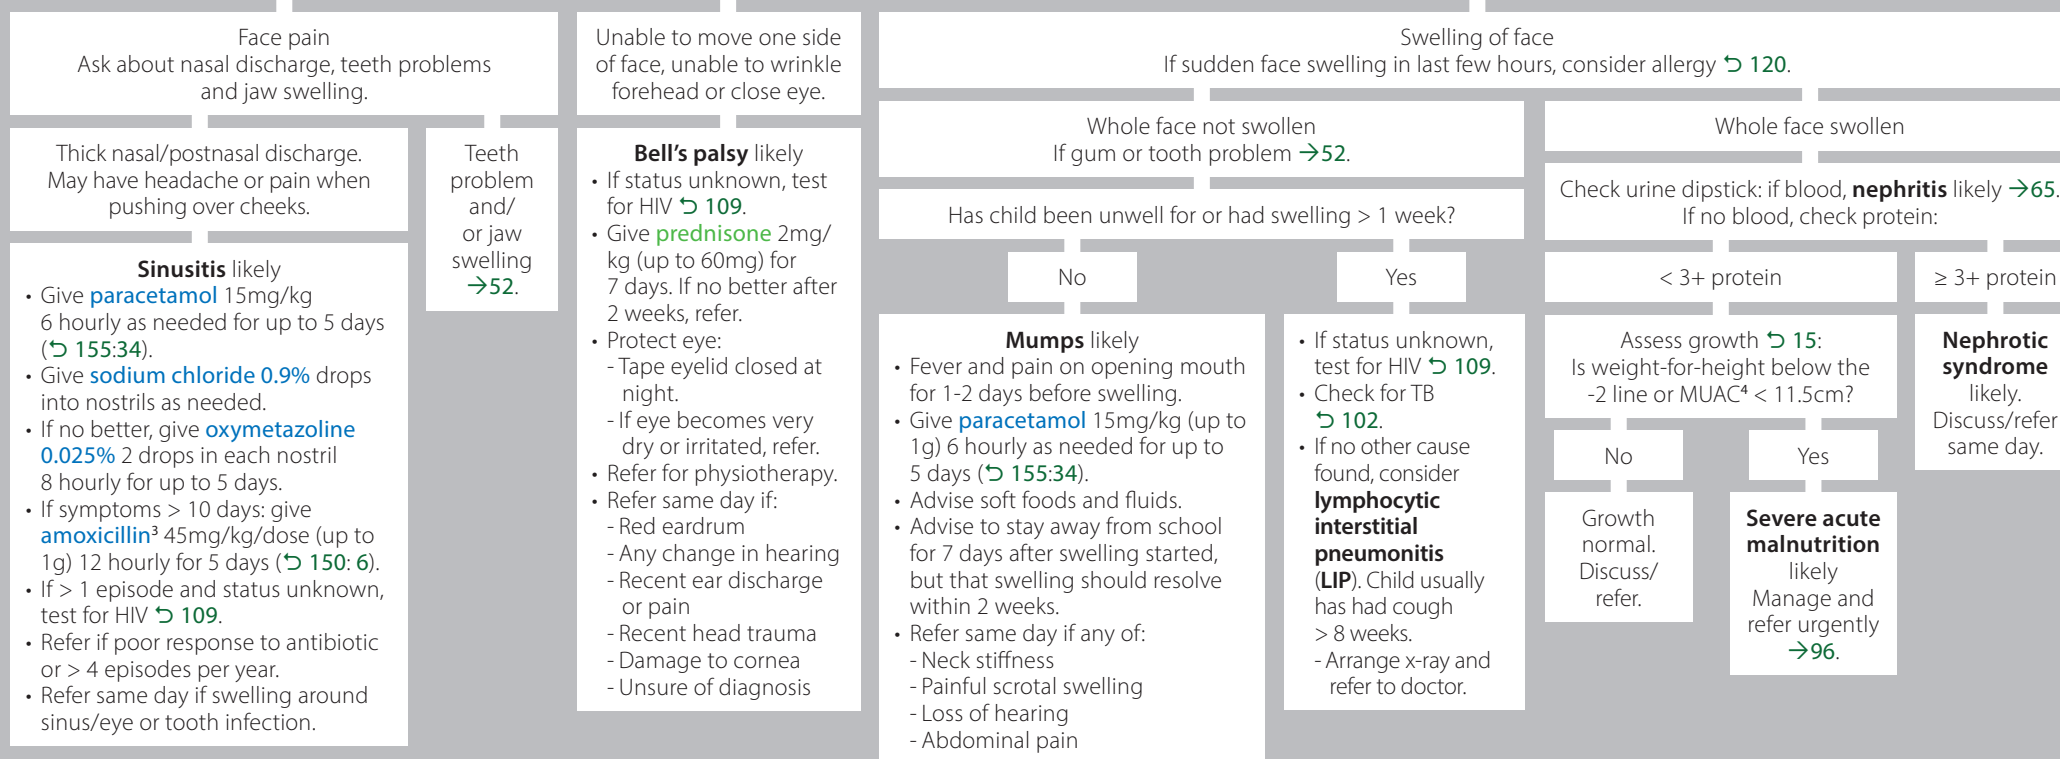 Face pain
Ask about nasal discharge, teeth problems
and jaw swelling.
Thick nasal/postnasal discharge.
May have headache or pain when
pushing over cheeks.
Sinusitis likely
• Give paracetamol 15mg/kg
6 hourly as needed for up to 5 days
(⮌ 155:34).
• Give sodium chloride 0.9% drops
into nostrils as needed.
• If no better, give oxymetazoline
0.025% 2 drops in each nostril
8 hourly for up to 5 days.
• If symptoms > 10 days: give
amoxicillin³ 45mg/kg/dose (up to
1g) 12 hourly for 5 days (⮌ 150: 6).
• If > 1 episode and status unknown,
test for HIV ⮌ 109.
• Refer if poor response to antibiotic
or > 4 episodes per year.
• Refer same day if swelling around
sinus/eye or tooth infection.
Teeth
problem
and/
or jaw
swelling
→52.
Unable to move one side
of face, unable to wrinkle
forehead or close eye.
Bell's palsy likely
• If status unknown, test
for HIV ⮌ 109.
• Give prednisone 2mg/
kg (up to 60mg) for
7 days. If no better after
2 weeks, refer.
• Protect eye:
- Tape eyelid closed at
night.
- If eye becomes very
dry or irritated, refer.
• Refer for physiotherapy.
• Refer same day if:
- Red eardrum
- Any change in hearing
- Recent ear discharge
or pain
- Recent head trauma
- Damage to cornea
- Unsure of diagnosis
Swelling of face
If sudden face swelling in last few hours, consider allergy ⮌ 120.
Whole face not swollen
If gum or tooth problem →52.
Has child been unwell for or had swelling > 1 week?
No
Mumps likely
• Fever and pain on opening mouth
for 1-2 days before swelling.
• Give paracetamol 15mg/kg (up to
1g) 6 hourly as needed for up to
5 days (⮌ 155:34).
• Advise soft foods and fluids.
• Advise to stay away from school
for 7 days after swelling started,
but that swelling should resolve
within 2 weeks.
• Refer same day if any of:
- Neck stiffness
- Painful scrotal swelling
- Loss of hearing
- Abdominal pain
Yes
• If status unknown,
test for HIV ⮌ 109.
• Check for TB
⮌ 102.
• If no other cause
found, consider
lymphocytic
interstitial
pneumonitis
(LIP). Child usually
has had cough
> 8 weeks.
- Arrange x-ray and
refer to doctor.
Whole face swollen
Check urine dipstick: if blood, nephritis likely →65.
If no blood, check protein:
< 3+ protein
Assess growth ⮌ 15:
Is weight-for-height below the
-2 line or MUAC⁴ < 11.5cm?
No
Growth
normal.
Discuss/
refer.
Yes
Severe acute
malnutrition
likely
Manage and
refer urgently
→96.
≥ 3+ protein
Nephrotic
syndrome
likely.
Discuss/refer
same day.